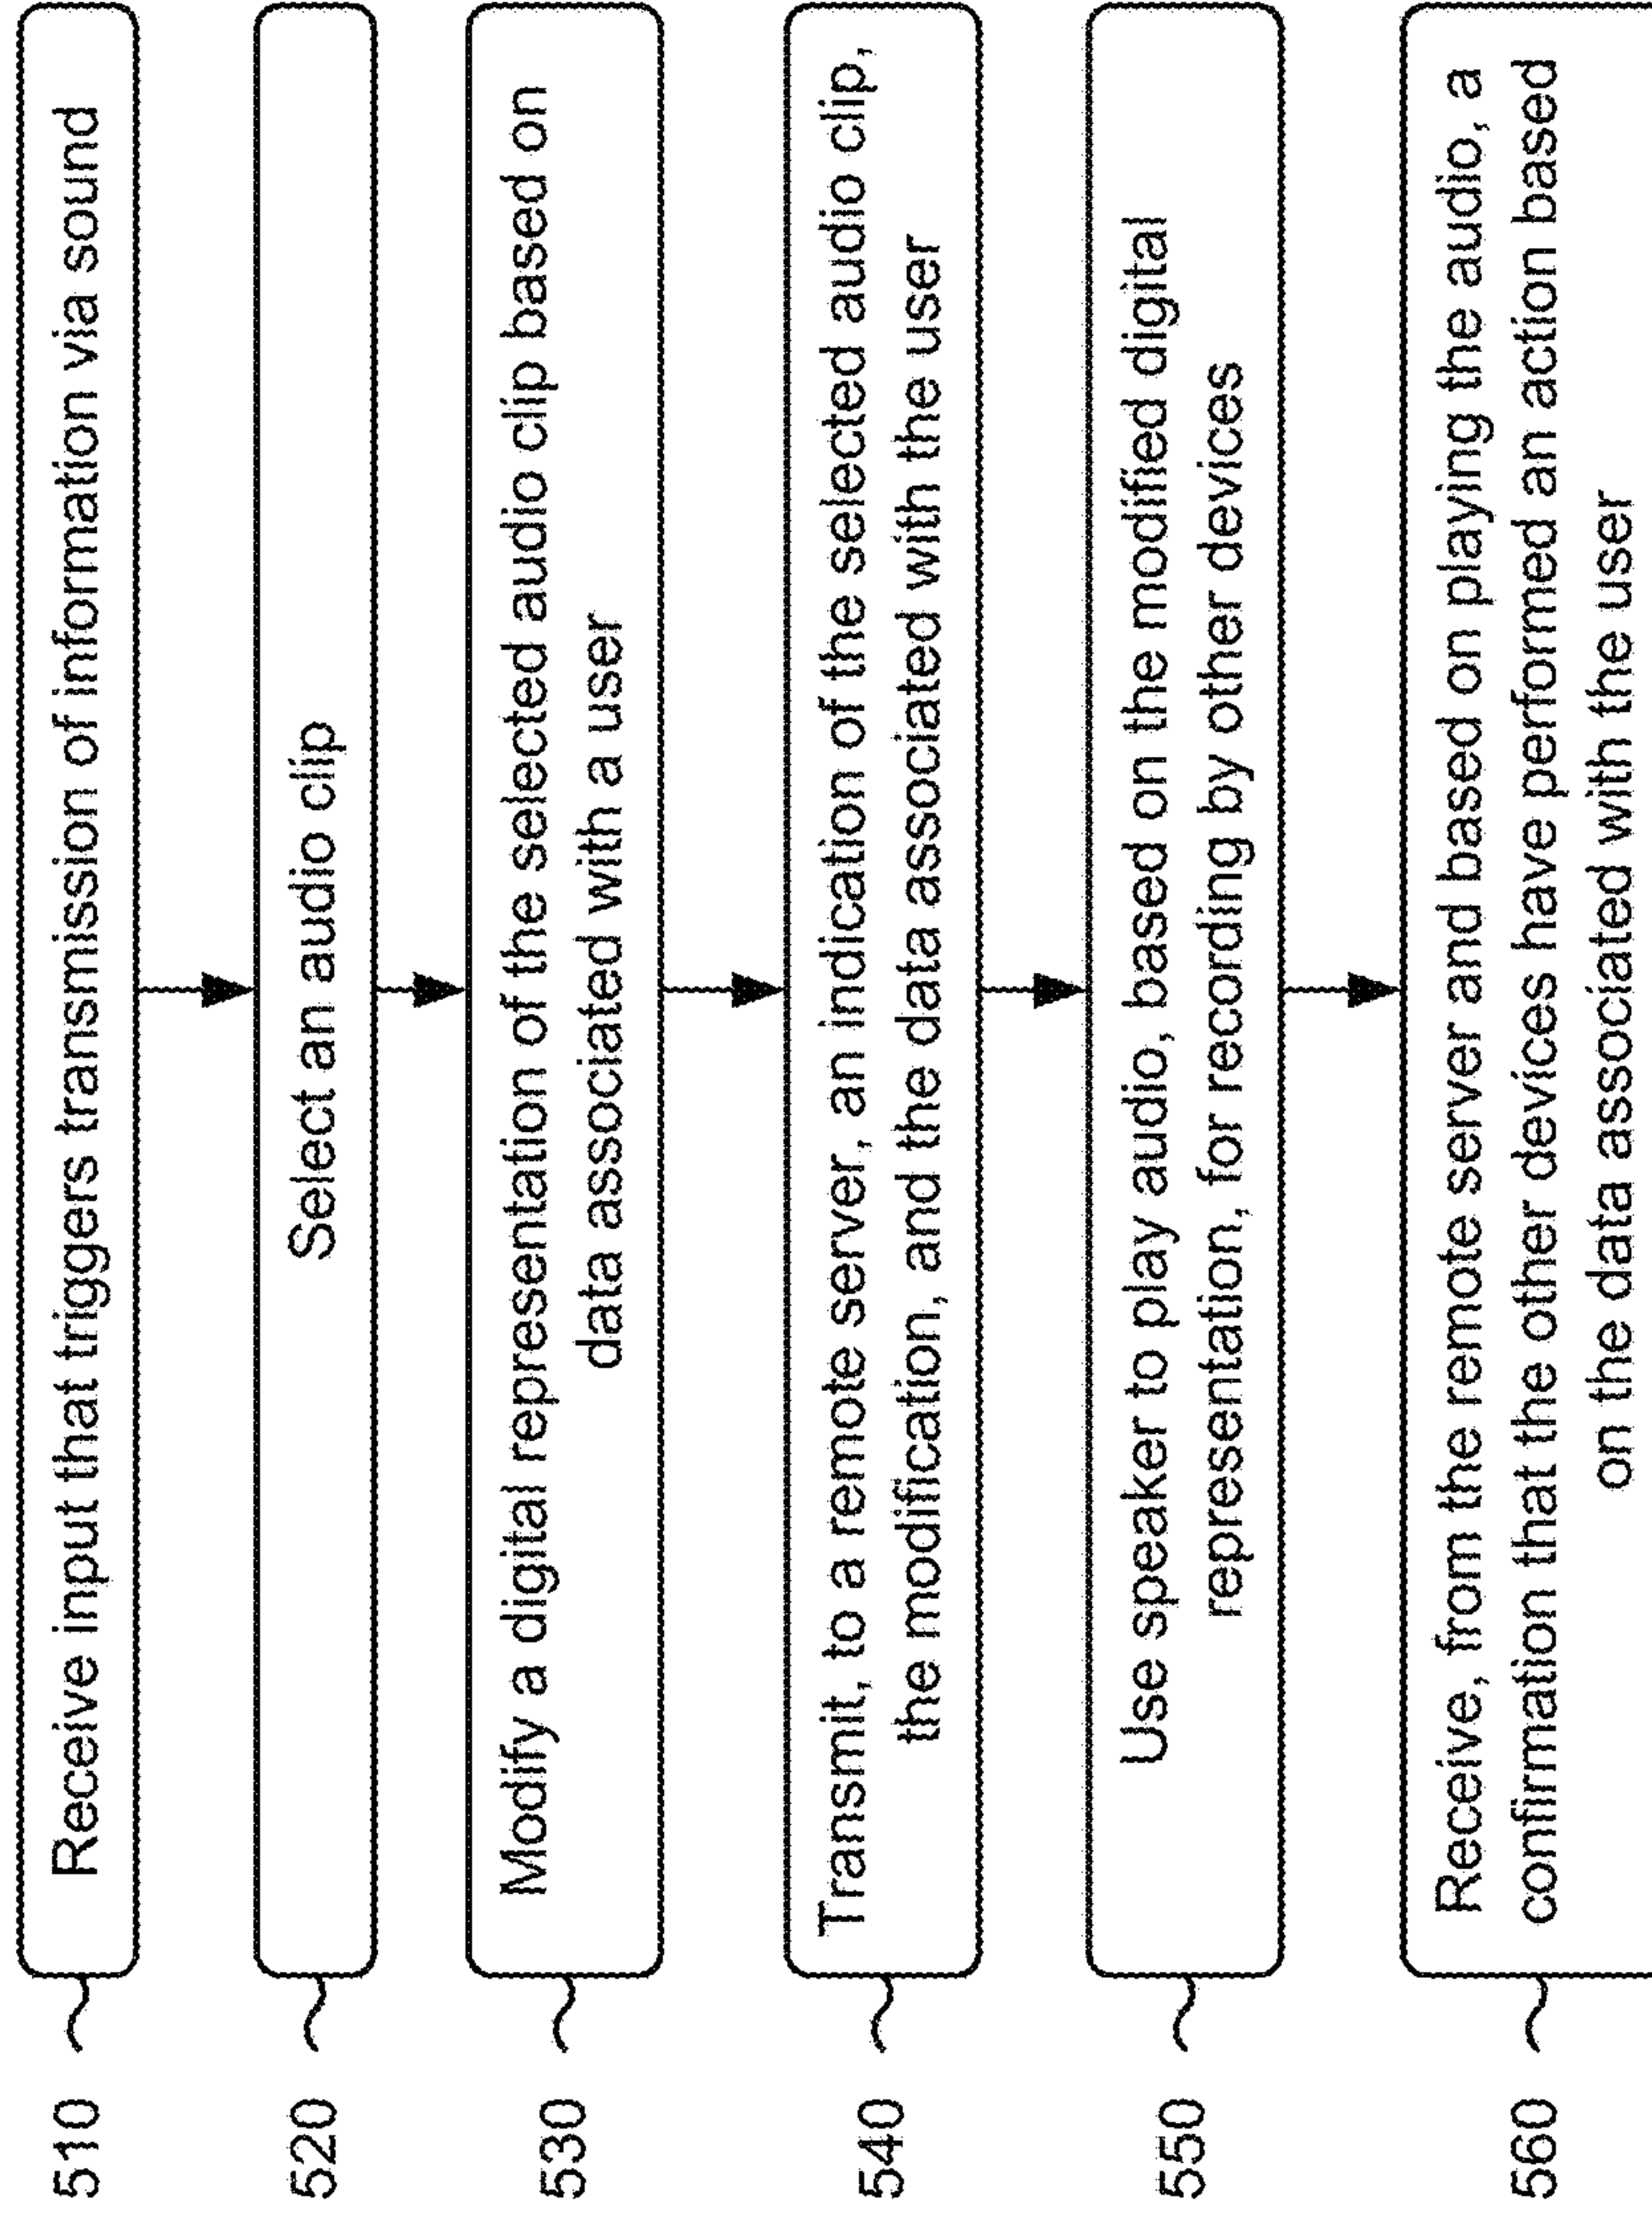 510
Receive input that triggers transmission of information via sound
520
Select an audio clip
530
Modify a digital representation of the selected audio clip based on
data associated with a user
540
Transmit, to a remote server, an indication of the selected audio clip,
the modification, and the data associated with the user
550
Use speaker to play audio, based on the modified digital
representation, for recording by other devices
560
Receive, from the remote server and based on playing the audio, a
confirmation that the other devices have performed an action based
on the data associated with the user